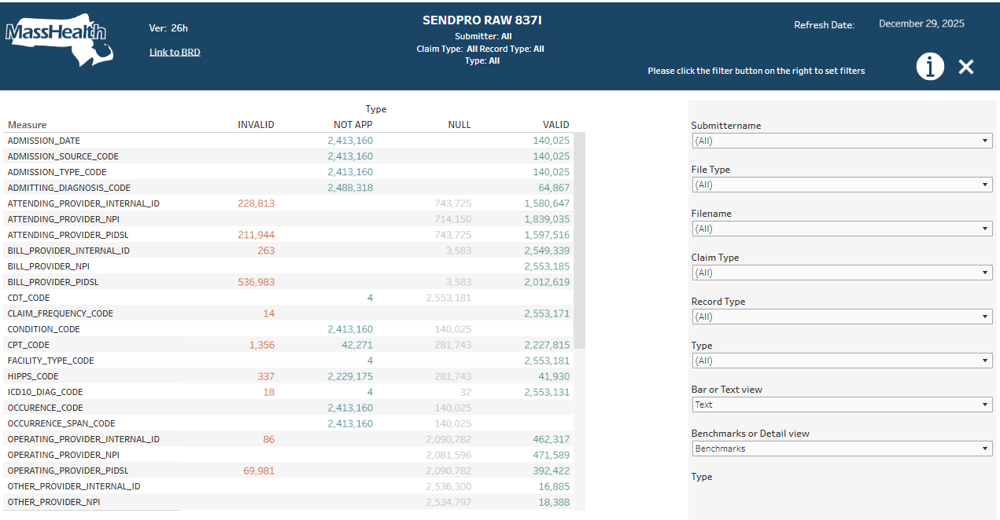 MassHealth
Ver: 26h
Link to BRD
SENDPRO RAW 837I
Submitter: All
Claim Type: All Record Type: All
Type: All
Refresh Date: December 29, 2025
Please click the filter button on the right to set filters
Type
Measure INVALID NOT APP NULL VALID
ADMISSION_DATE 2,413,160 140,025
ADMISSION_SOURCE_CODE 2,413,160 140,025
ADMISSION_TYPE_CODE 2,413,160 140,025
ADMITTING_DIAGNOSIS_CODE 2,488,318 64,867
ATTENDING_PROVIDER_INTERNAL_ID 228,813 743,725 1,580,647
ATTENDING_PROVIDER_NPI 714,150 1,839,035
ATTENDING_PROVIDER_PIDSL 211,944 743,725 1,597,516
BILL_PROVIDER_INTERNAL_ID 263 3,583 2,549,339
BILL_PROVIDER_NPI 2,553,185
BILL_PROVIDER_PIDSL 536,983 3,583 2,012,619
CDT_CODE 4 2,553,181
CLAIM_FREQUENCY_CODE 14 2,553,171
CONDITION_CODE 2,413,160 140,025
CPT_CODE 1,356 42,271 281,743 2,227,815
FACILITY_TYPE_CODE 4 2,553,181
HIPPS_CODE 337 2,229,175 281,743 41,930
ICD10_DIAG_CODE 18 4 32 2,553,131
OCCURENCE_CODE 2,413,160 140,025
OCCURRENCE_SPAN_CODE 2,413,160 140,025
OPERATING_PROVIDER_INTERNAL_ID 86 2,090,782 462,317
OPERATING_PROVIDER_NPI 2,081,596 471,589
OPERATING_PROVIDER_PIDSL 69,981 2,090,782 392,422
OTHER_PROVIDER_INTERNAL_ID 2,536,300 16,885
OTHER_PROVIDER_NPI 2,534,797 18,388
Submittername
(All)
File Type
(All)
Filename
(All)
Claim Type
(All)
Record Type
(All)
Type
(All)
Bar or Text view
Text
Benchmarks or Detail view
Benchmarks
Type